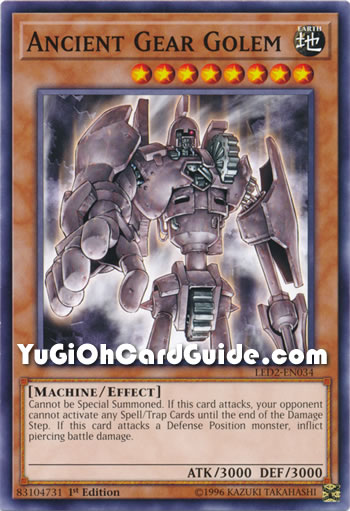 ANCIENT GEAR GOLEM
EARTH
地
YuGiOhCardGuide.com
LED2-EN034
[MACHINE/EFFECT]
Cannot be Special Summoned. If this card attacks, your opponent
cannot activate any Spell/Trap Cards until the end of the Damage
Step. If this card attacks a Defense Position monster, inflict
piercing battle damage.
ATK/3000 DEF/3000
83104731 1st Edition ©1996 KAZUKI TAKAHASHI